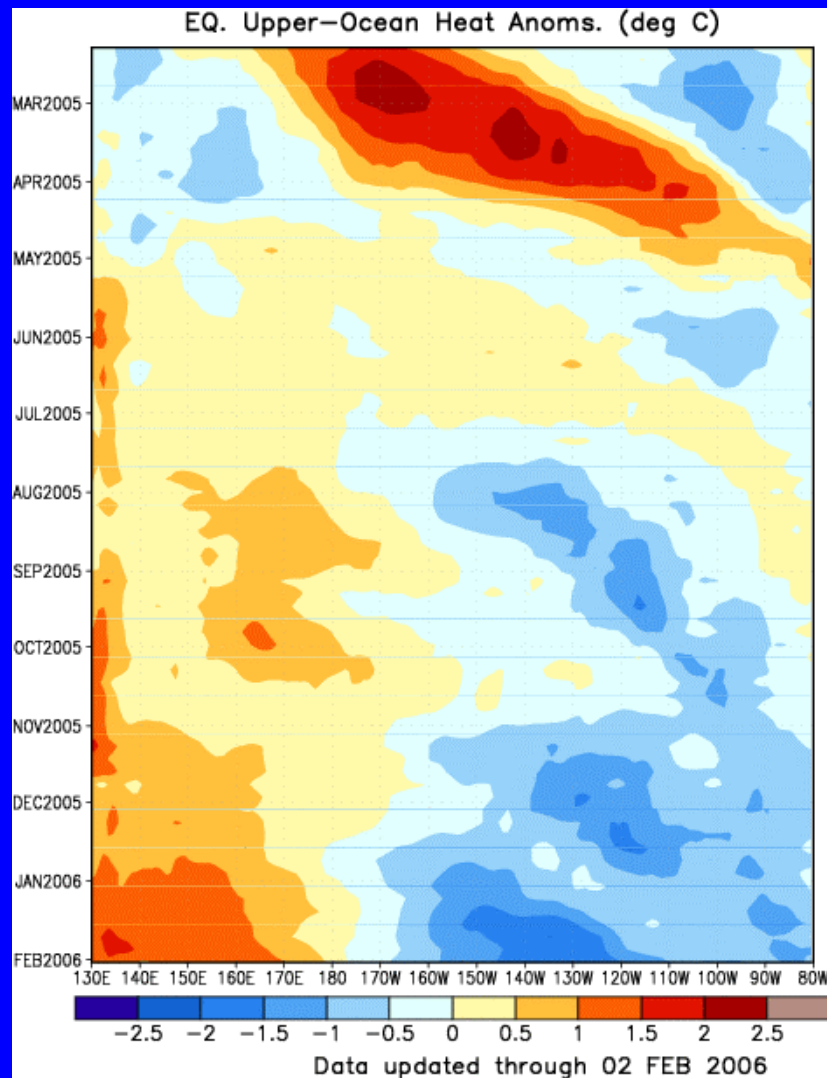 EQ. Upper-Ocean Heat Anoms. (deg C)
MAR2005
APR2005
MAY2005
JUN2005
JUL2005
AUG2005
SEP2005
OCT2005
NOV2005
DEC2005
JAN2006
FEB2006
130E 140E 150E 160E 170E 180 170W 160W 150W 140W 130W 120W 110W 100W 90W 80W
-2.5 -2 -1.5 -1 -0.5 0 0.5 1 1.5 2 2.5
Data updated through 02 FEB 2006